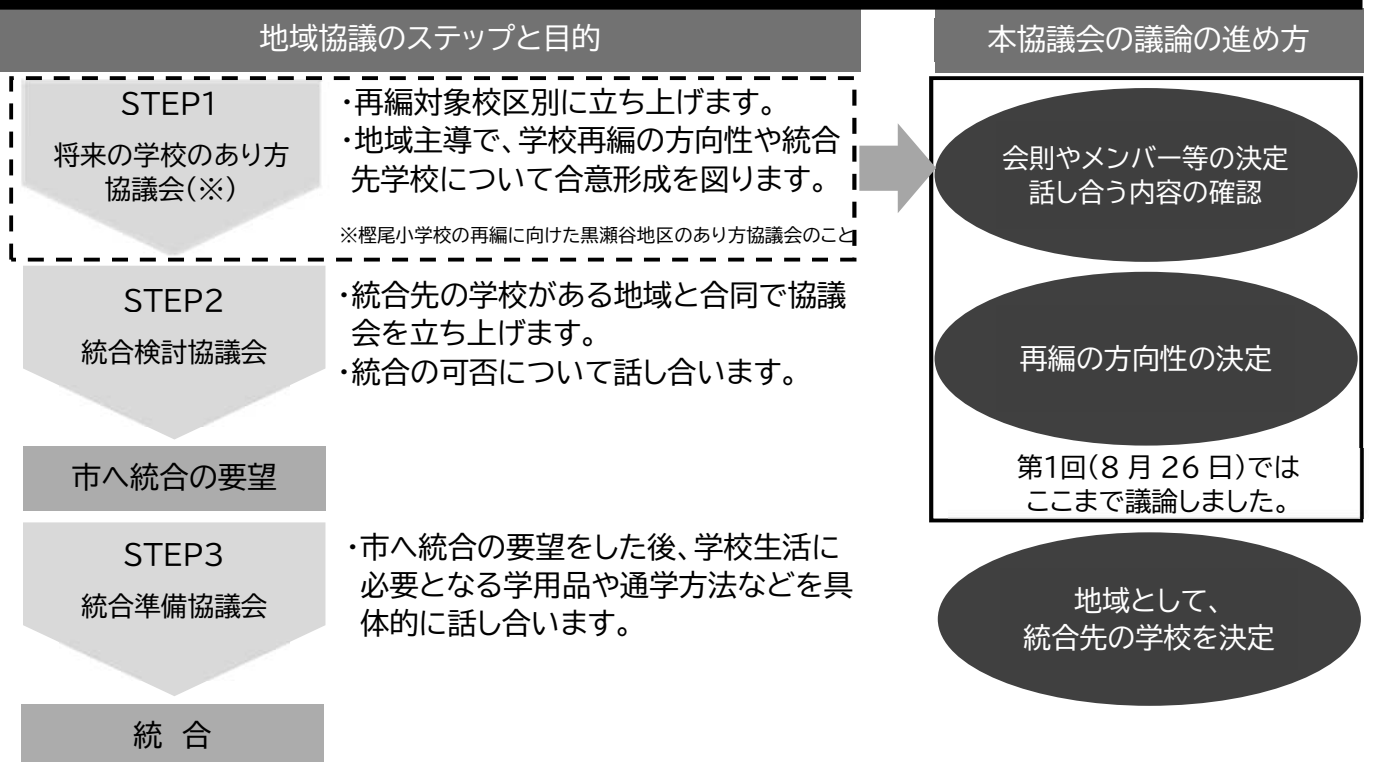 地域協議のステップと目的
STEP1
将来の学校のあり方
協議会(※)
・再編対象校区別に立ち上げます。
・地域主導で、学校再編の方向性や統合
先学校について合意形成を図ります。
※樫尾小学校の再編に向けた黒瀬谷地区のあり方協議会のこと
STEP2
統合検討協議会
・統合先の学校がある地域と合同で協議
会を立ち上げます。
・統合の可否について話し合います。
市へ統合の要望
STEP3
統合準備協議会
・市へ統合の要望をした後、学校生活に
必要となる学用品や通学方法などを具
体的に話し合います。
統 合
本協議会の議論の進め方
会則やメンバー等の決定
話し合う内容の確認
再編の方向性の決定
第1回(8 月 26 日)では
ここまで議論しました。
地域として、
統合先の学校を決定